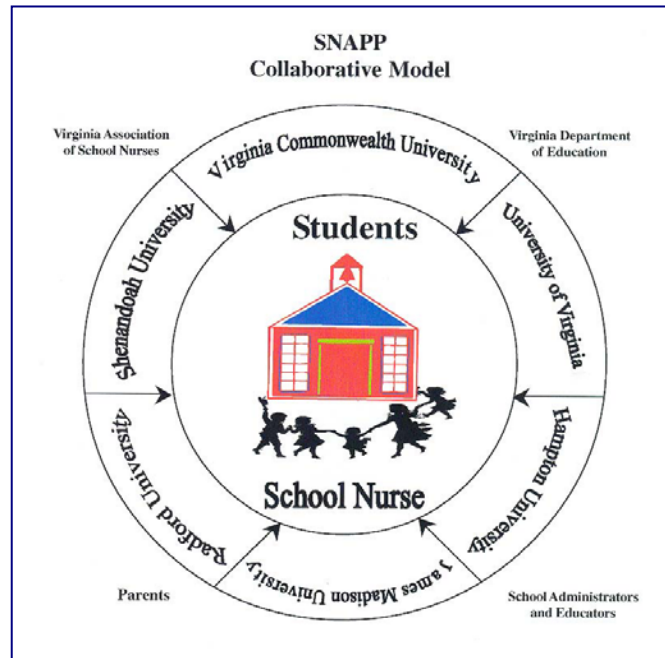 SNAPP
Collaborative Model
Virginia Association
of School Nurses
Virginia Department
of Education
Virginia Commonwealth University
Shenandoah University
University of Virginia
Students
Radford University
Hampton University
School Nurse
James Madison University
Parents
School Administrators
and Educators